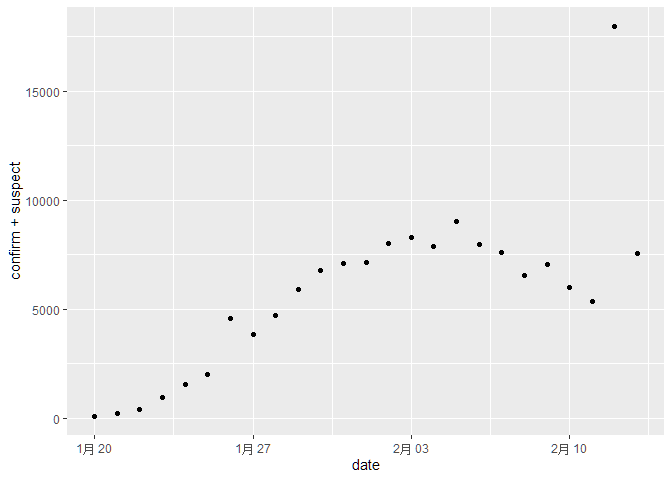 confirm + suspect
15000
10000
5000
0
1月 20
1月 27
2月 03
2月 10
date